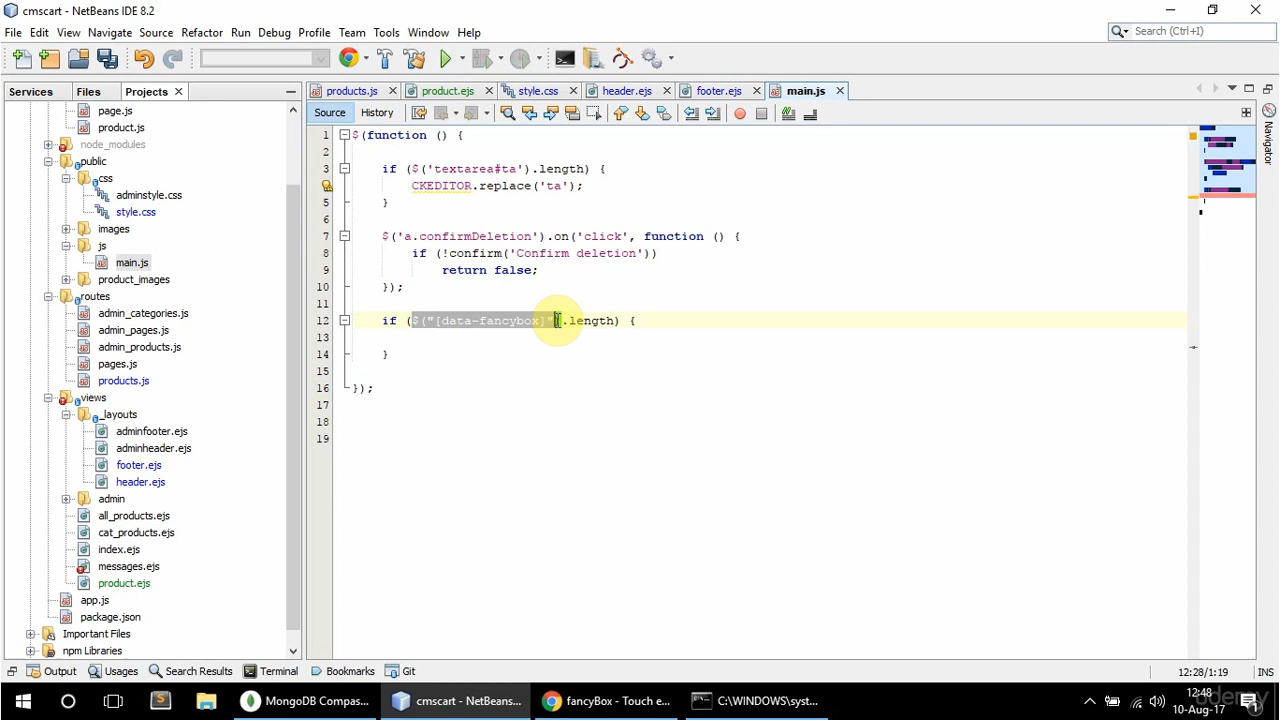 cmscart - NetBeans IDE 8.2
File Edit View Navigate Source Refactor Run Debug Profile Team Tools Window Help
Search (Ctrl+I)
Services Files Projects
products.js product.ejs style.css header.ejs footer.ejs main.js
Source History
page.js
product.js
node_modules
public
css
adminstyle.css
style.css
images
js
main.js
product_images
routes
admin_categories.js
admin_pages.js
admin_products.js
pages.js
products.js
views
_layouts
adminfooter.ejs
adminheader.ejs
footer.ejs
header.ejs
admin
all_products.ejs
cat_products.ejs
index.ejs
messages.ejs
product.ejs
app.js
package.json
Important Files
npm Libraries
1 $(function () {
2
3 if ($('textarea#ta').length) {
CKEDITOR.replace('ta');
5 }
6
7 $('a.confirmDeletion').on('click', function () {
8 if (!confirm('Confirm deletion'))
9 return false;
10 });
11
12 if ($("[data-fancybox]").length) {
13
14 }
15
16 });
17
18
19
Navigator
Output Usages Search Results Terminal Bookmarks Git
12:28/1:19 INS
MongoDB Compas... cmscart - NetBeans... fancyBox - Touch e... C:\WINDOWS\syst...
12:48
10-Aug-17
udemy